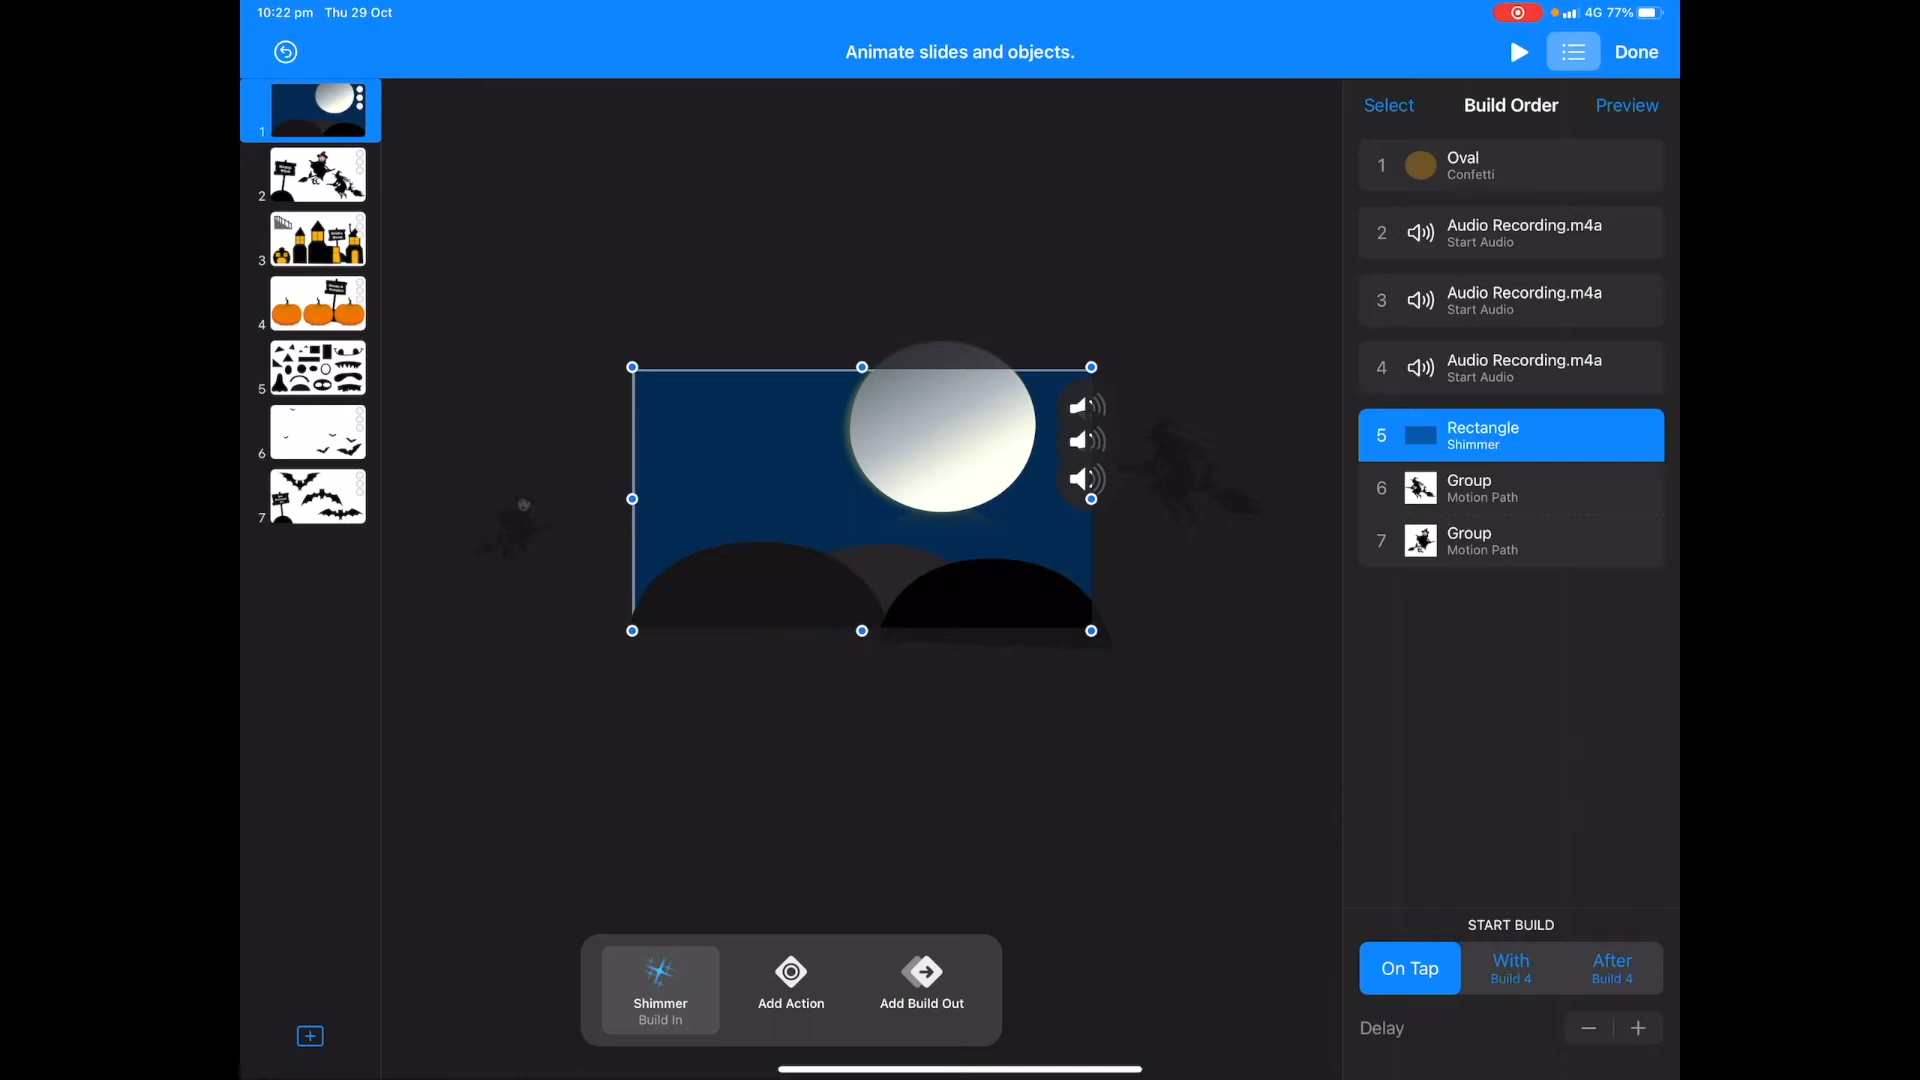 10:22 pm Thu 29 Oct
4G 77%
Animate slides and objects.
Done
1
2
3
4
5
6
7
Select
Build Order
Preview
1
Oval
Confetti
2
Audio Recording.m4a
Start Audio
3
Audio Recording.m4a
Start Audio
4
Audio Recording.m4a
Start Audio
5
Rectangle
Shimmer
6
Group
Motion Path
7
Group
Motion Path
START BUILD
On Tap
With
Build 4
After
Build 4
Delay
Shimmer
Build In
Add Action
Add Build Out